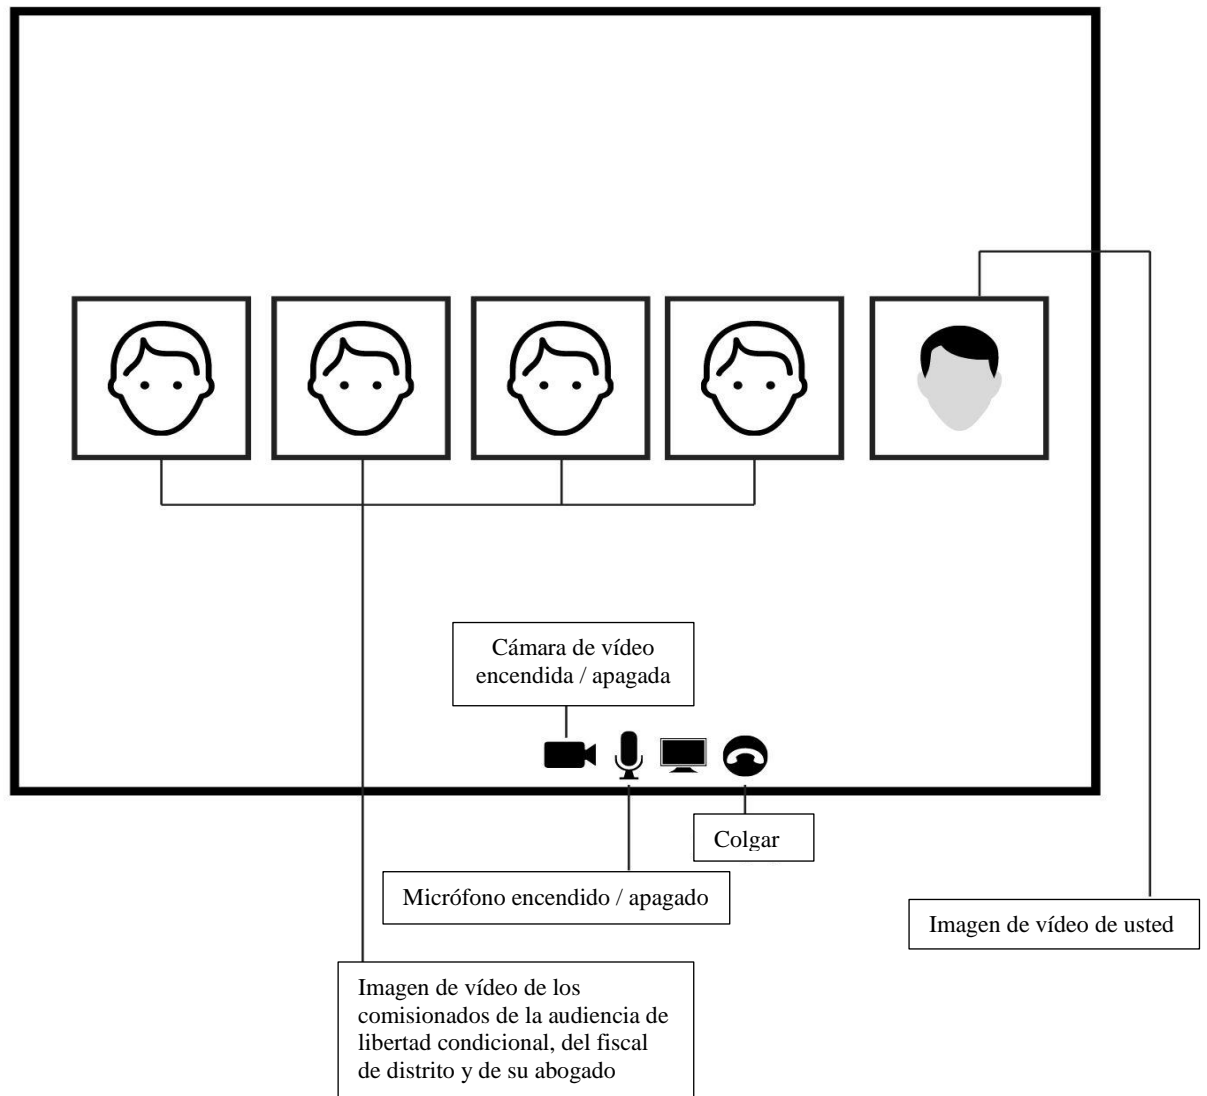 Cámara de vídeo
encendida / apagada
Colgar
Micrófono encendido / apagado
Imagen de vídeo de usted
Imagen de vídeo de los
comisionados de la audiencia de
libertad condicional, del fiscal
de distrito y de su abogado